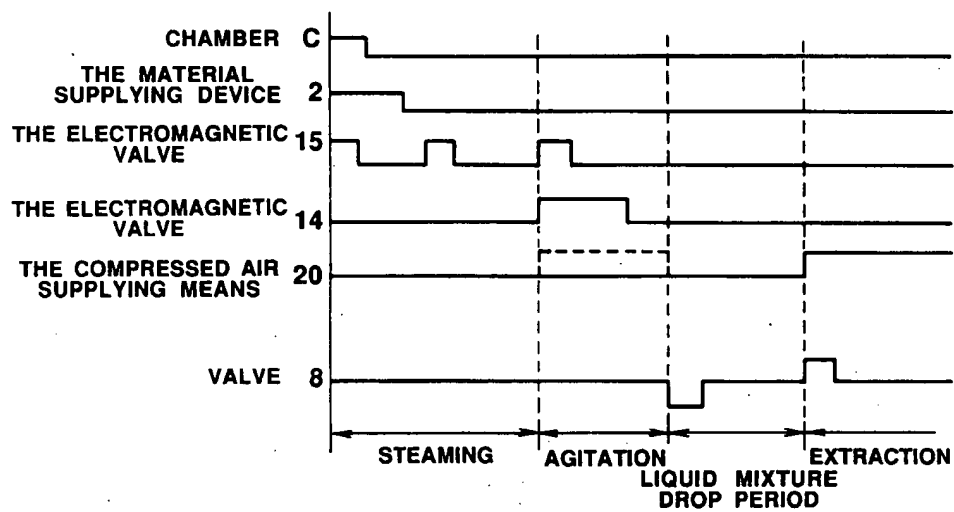 CHAMBER C
THE MATERIAL
SUPPLYING DEVICE 2
THE ELECTROMAGNETIC
VALVE 15
THE ELECTROMAGNETIC
VALVE 14
THE COMPRESSED AIR
SUPPLYING MEANS 20
VALVE 8
STEAMING
AGITATION
LIQUID MIXTURE
DROP PERIOD
EXTRACTION